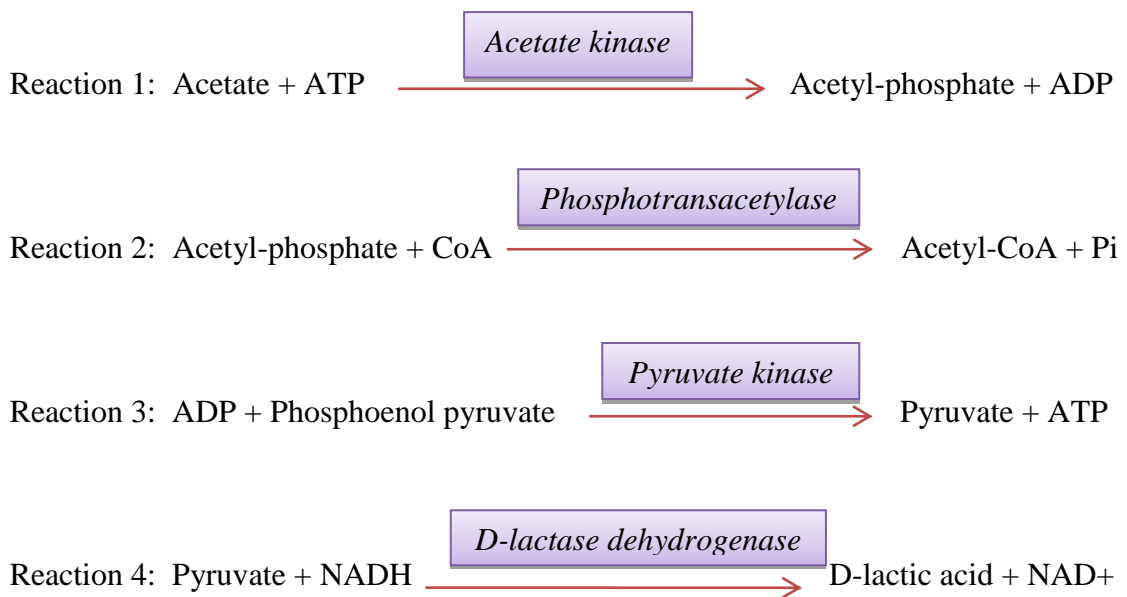 Acetate kinase
Reaction 1: Acetate + ATP Acetyl-phosphate + ADP
Phosphotransacetylase
Reaction 2: Acetyl-phosphate + CoA Acetyl-CoA + Pi
Pyruvate kinase
Reaction 3: ADP + Phosphoenol pyruvate Pyruvate + ATP
D-lactase dehydrogenase
Reaction 4: Pyruvate + NADH D-lactic acid + NAD+